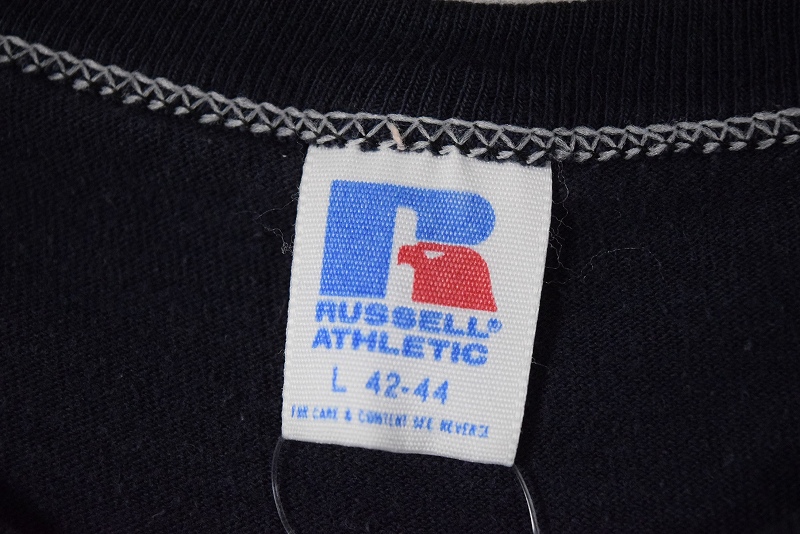 R
RUSSELL®
ATHLETIC
L 42-44
FOR CARE & CONTENT SEE REVERSE